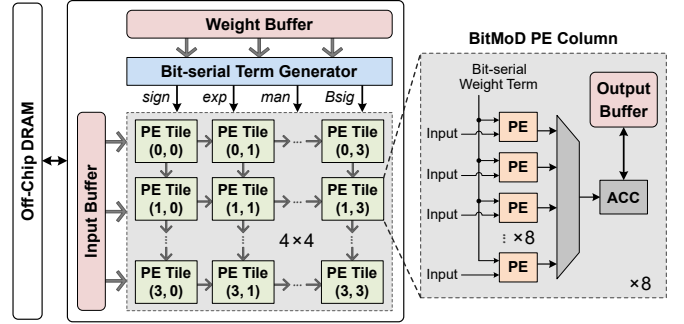 Off-Chip DRAM
Weight Buffer
Bit-serial Term Generator
sign exp man Bsig
Input Buffer
PE Tile (0, 0)
PE Tile (0, 1)
...
PE Tile (0, 3)
PE Tile (1, 0)
PE Tile (1, 1)
...
PE Tile (1, 3)
...
...
4×4
...
PE Tile (3, 0)
PE Tile (3, 1)
...
PE Tile (3, 3)
BitMoD PE Column
Bit-serial
Weight Term
Input
PE
Input
PE
Input
PE
... ×8
Input
PE
Output
Buffer
ACC
×8